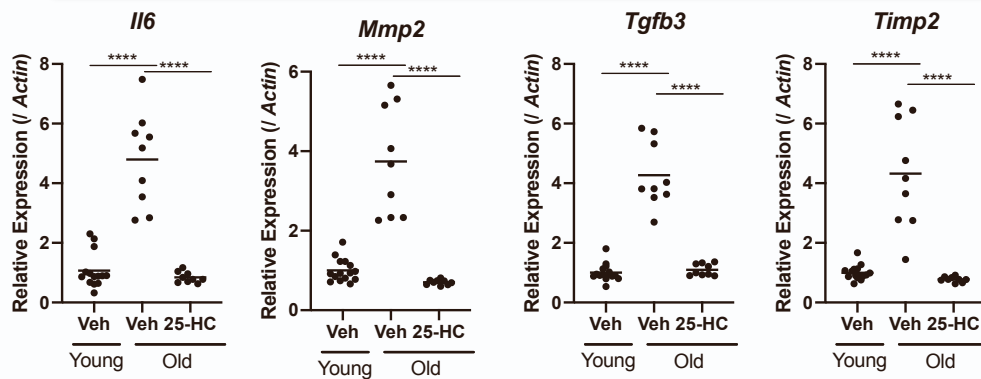 Il6
Mmp2
Tgfb3
Timp2
Relative Expression (/ Actin)
8
6
4
2
0
****
****
Veh
Veh
25-HC
Young
Old
Relative Expression (/ Actin)
6
4
2
0
****
****
Veh
Veh
25-HC
Young
Old
Relative Expression (/ Actin)
8
6
4
2
0
****
****
Veh
Veh
25-HC
Young
Old
Relative Expression (/ Actin)
8
6
4
2
0
****
****
Veh
Veh
25-HC
Young
Old